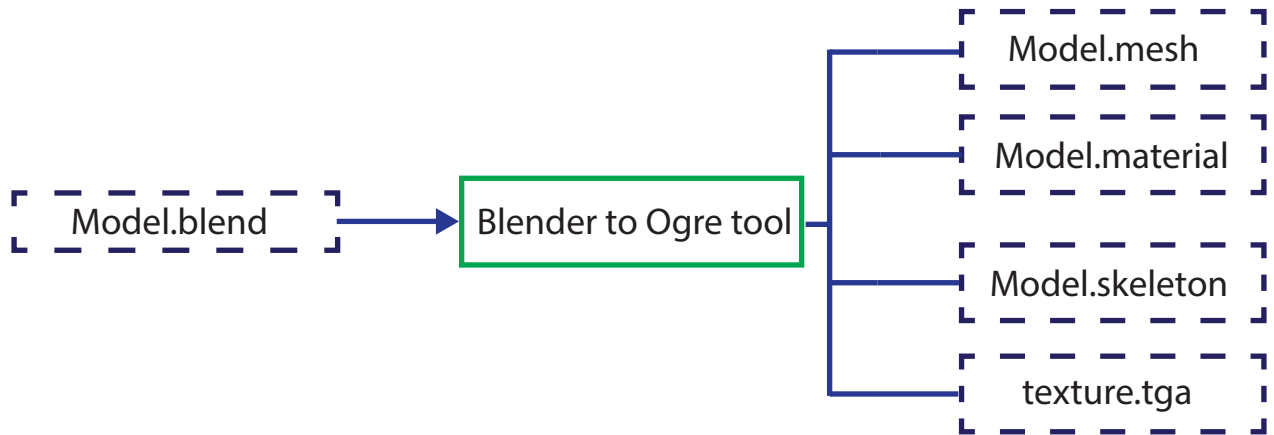 Model.mesh
Model.material
Model.blend
Blender to Ogre tool
Model.skeleton
texture.tga